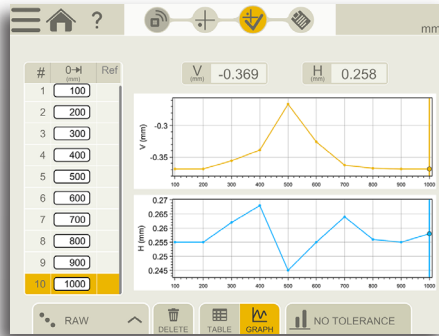 ?
mm
# 0 (mm) Ref
V (mm) -0.369
H (mm) 0.258
1 100
2 200
3 300
4 400
5 500
6 600
7 700
8 800
9 900
10 1000
V (mm)
-0.3
-0.35
100 200 300 400 500 600 700 800 900 1000
H (mm)
0.27
0.265
0.26
0.255
0.25
0.245
100 200 300 400 500 600 700 800 900 1000
RAW
DELETE
TABLE
GRAPH
NO TOLERANCE